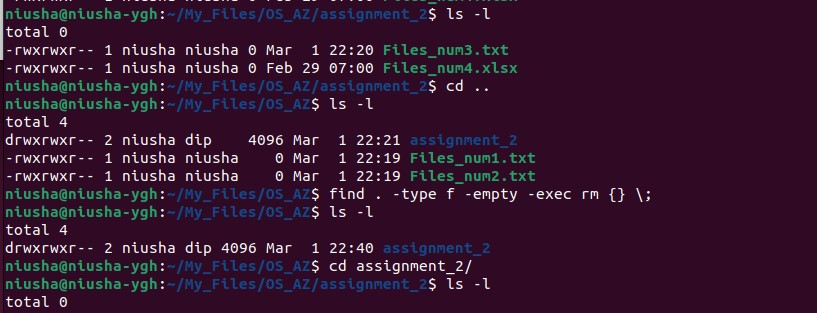 niusha@niusha-ygh:~/My_Files/OS_AZ/assignment_2$ ls -l
total 0
-rwxrwxr-- 1 niusha niusha 0 Mar  1 22:20 Files_num3.txt
-rwxrwxr-- 1 niusha niusha 0 Feb 29 07:00 Files_num4.xlsx
niusha@niusha-ygh:~/My_Files/OS_AZ/assignment_2$ cd ..
niusha@niusha-ygh:~/My_Files/OS_AZ$ ls -l
total 4
drwxrwxr-- 2 niusha dip    4096 Mar  1 22:21 assignment_2
-rwxrwxr-- 1 niusha niusha    0 Mar  1 22:19 Files_num1.txt
-rwxrwxr-- 1 niusha niusha    0 Mar  1 22:19 Files_num2.txt
niusha@niusha-ygh:~/My_Files/OS_AZ$ find . -type f -empty -exec rm {} \;
niusha@niusha-ygh:~/My_Files/OS_AZ$ ls -l
total 4
drwxrwxr-- 2 niusha dip 4096 Mar  1 22:40 assignment_2
niusha@niusha-ygh:~/My_Files/OS_AZ$ cd assignment_2/
niusha@niusha-ygh:~/My_Files/OS_AZ/assignment_2$ ls -l
total 0